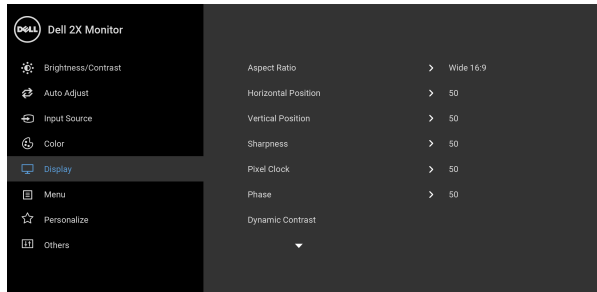 DELL Dell 2X Monitor
Brightness/Contrast
Auto Adjust
Input Source
Color
Display
Menu
Personalize
Others
Aspect Ratio Wide 16:9
Horizontal Position 50
Vertical Position 50
Sharpness 50
Pixel Clock 50
Phase 50
Dynamic Contrast